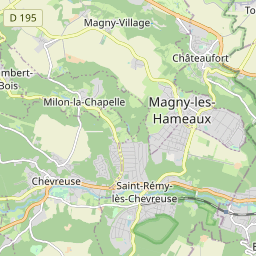 D 195
Magny-Village
Châteaufort
Milon-la-Chapelle
Magny-les-
Hameaux
Chevreuse
Saint-Rémy-
lès-Chevreuse